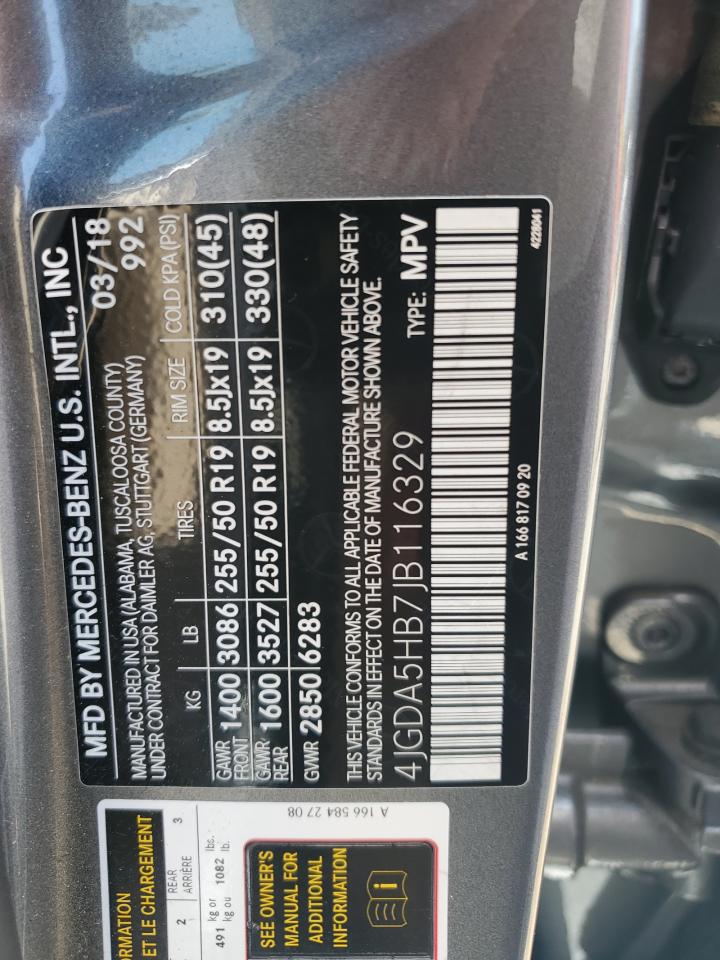 MFD BY MERCEDES-BENZ U.S. INTL., INC
MANUFACTURED IN USA (ALABAMA, TUSCALOOSA COUNTY) 03/18
UNDER CONTRACT FOR DAIMLER AG, STUTTGART (GERMANY) 992
KG LB TIRES RIM SIZE COLD KPA (PSI)
GAWR FRONT 1400 3086 255/50 R19 8.5Jx19 310(45)
GAWR REAR 1600 3527 255/50 R19 8.5Jx19 330(48)
GVWR 2850 6283
THIS VEHICLE CONFORMS TO ALL APPLICABLE FEDERAL MOTOR VEHICLE SAFETY
STANDARDS IN EFFECT ON THE DATE OF MANUFACTURE SHOWN ABOVE.
4JGDA5HB7JB116329 TYPE: MPV
A 166 817 09 20 42226041
ORMATION
ET LE CHARGEMENT
2 REAR ARRIÈRE 3
491 kg or kg ou 1082 lbs. lb.
SEE OWNER'S
MANUAL FOR
ADDITIONAL
INFORMATION
A 166 584 27 08